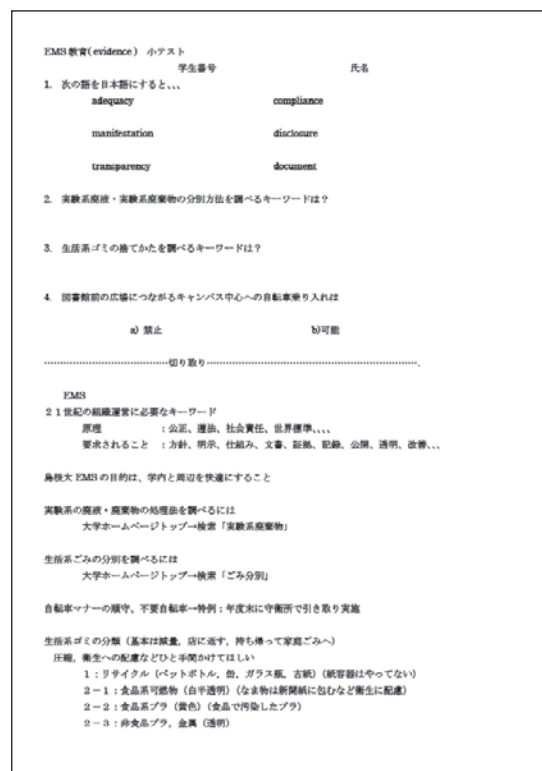 EMS 教育(evidence) 小テスト
学生番号 氏名
1. 次の語を日本語にすると、、、
adequacy compliance
manifestation disclosure
transparency document
2. 実験系廃液・実験系廃棄物の分別方法を調べるキーワードは？
3. 生活系ゴミの捨てかたを調べるキーワードは？
4. 図書館前の広場につながるキャンパス中心への自転車乗り入れは
a) 禁止 b)可能
……………………………切り取り……………………………………………….
EMS
２１世紀の組織運営に必要なキーワード
原理 ：公正、遵法、社会責任、世界標準、、、、
要求されること ：方針、明示、仕組み、文書、証拠、記録、公開、透明、改善、、、
島根大 EMS の目的は、学内と周辺を快適にすること
実験系の廃液・廃棄物の処理法を調べるには
大学ホームページトップ→検索「実験系廃棄物」
生活系ごみの分別を調べるには
大学ホームページトップ→検索「ごみ分別」
自転車マナーの順守、不要自転車→特例：年度末に守衛所で引き取り実施
生活系ゴミの分類（基本は減量，店に返す，持ち帰って家庭ごみへ）
圧縮，衛生への配慮などひと手間かけてほしい
１：リサイクル（ペットボトル，缶，ガラス瓶，古紙）（紙容器はやってない）
２－１：食品系可燃物（白半透明）（なま物は新聞紙に包むなど衛生に配慮）
２－２：食品系プラ（黄色）（食品で汚染したプラ）
２－３：非食品プラ，金属（透明）